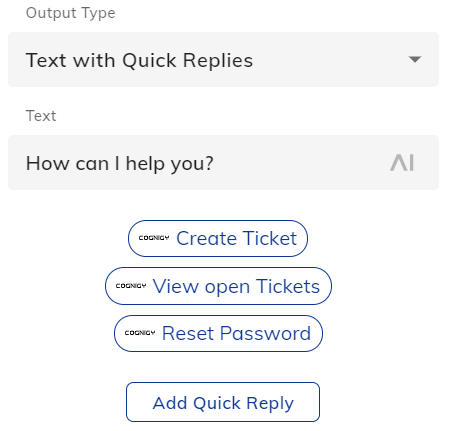 Output Type
Text with Quick Replies
Text
How can I help you?
AI
COGNIGY Create Ticket
COGNIGY View open Tickets
COGNIGY Reset Password
Add Quick Reply